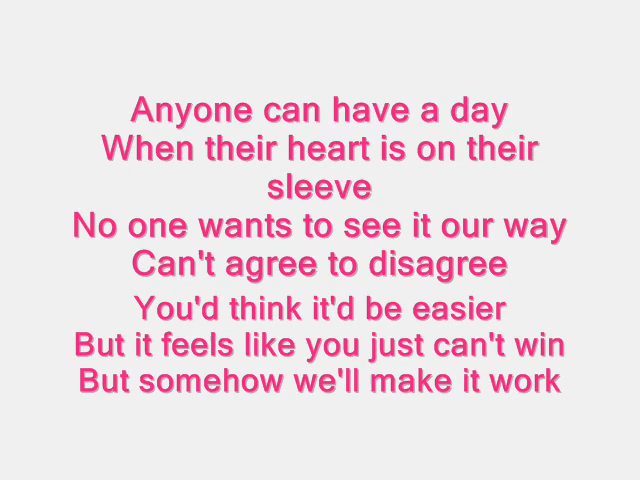 Anyone can have a day
When their heart is on their
sleeve
No one wants to see it our way
Can't agree to disagree
You'd think it'd be easier
But it feels like you just can't win
But somehow we'll make it work